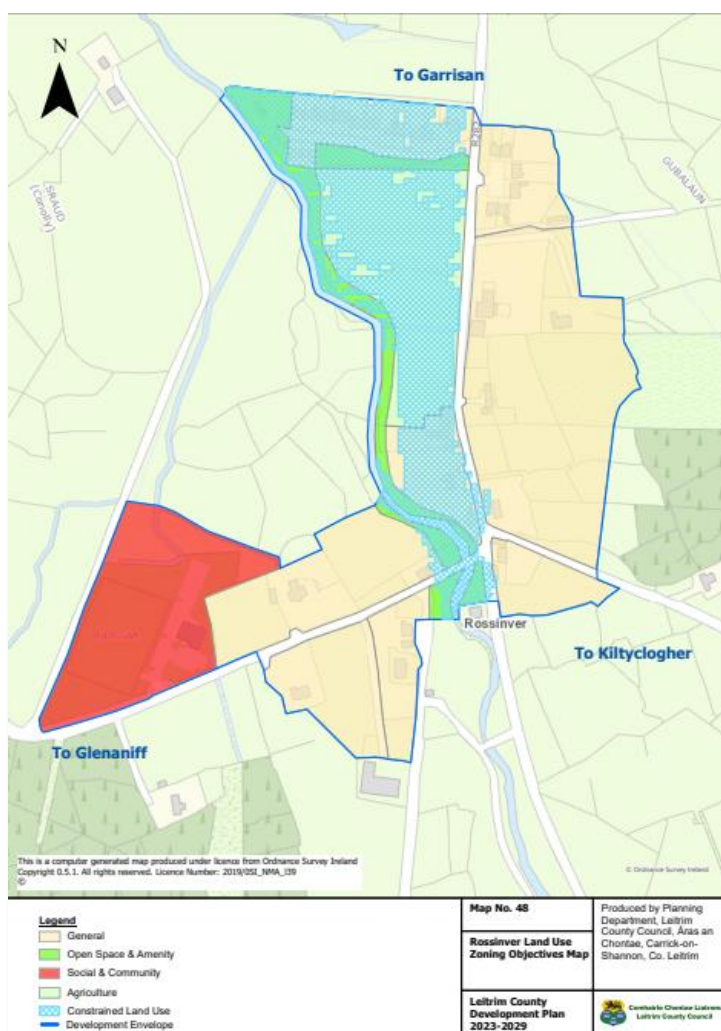 To Garrisan
N
R282
GUBALAUN
SRAUD
(Conolly)
Rossinver
To Kiltyclogher
To Glenaniff
This is a computer generated map produced under licence from Ordnance Survey Ireland
Copyright 0.5.1. All rights reserved. Licence Number: 2019/0SI_NMA_139
©
© Ordnance Survey Ireland
Legend
General
Open Space & Amenity
Social & Community
Agriculture
Constrained Land Use
Development Envelope
Map No. 48
Rossinver Land Use
Zoning Objectives Map
Leitrim County
Development Plan
2023-2029
Produced by Planning
Department, Leitrim
County Council, Áras an
Chontae, Carrick-on-
Shannon, Co. Leitrim
Comhairle Chontae Liatroma
Leitrim County Council